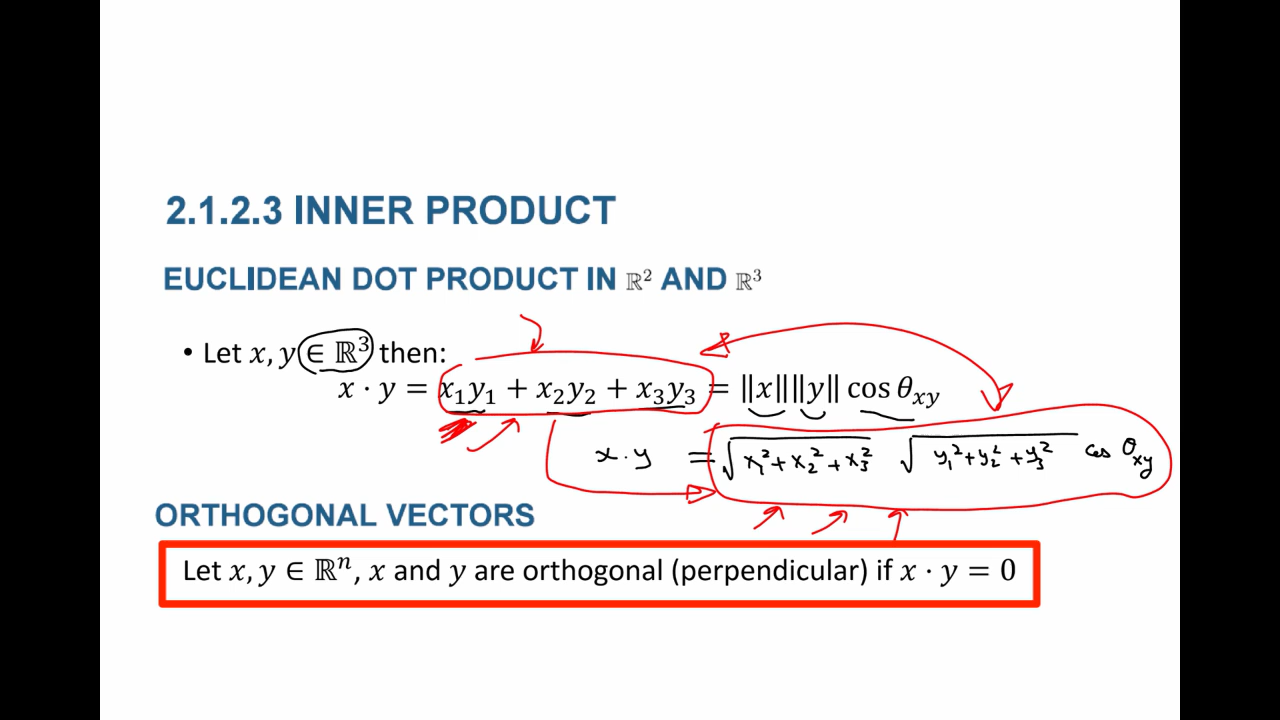 2.1.2.3 INNER PRODUCT
EUCLIDEAN DOT PRODUCT IN ℝ² AND ℝ³
• Let x, y ∈ ℝ³ then:
x · y = x₁y₁ + x₂y₂ + x₃y₃ = ‖x‖‖y‖ cos θₓᵧ
x · y = √(x₁² + x₂² + x₃²) √(y₁² + y₂² + y₃²) cos θₓᵧ
ORTHOGONAL VECTORS
Let x, y ∈ ℝⁿ, x and y are orthogonal (perpendicular) if x · y = 0